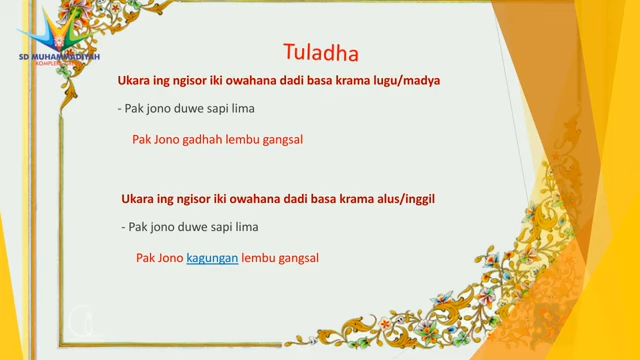 SD MUHAMMADIYAH
Tuladha
Ukara ing ngisor iki owahana dadi basa krama lugu/madya
- Pak jono duwe sapi lima
Pak Jono gadhah lembu gangsal
Ukara ing ngisor iki owahana dadi basa krama alus/inggil
- Pak jono duwe sapi lima
Pak Jono kagungan lembu gangsal